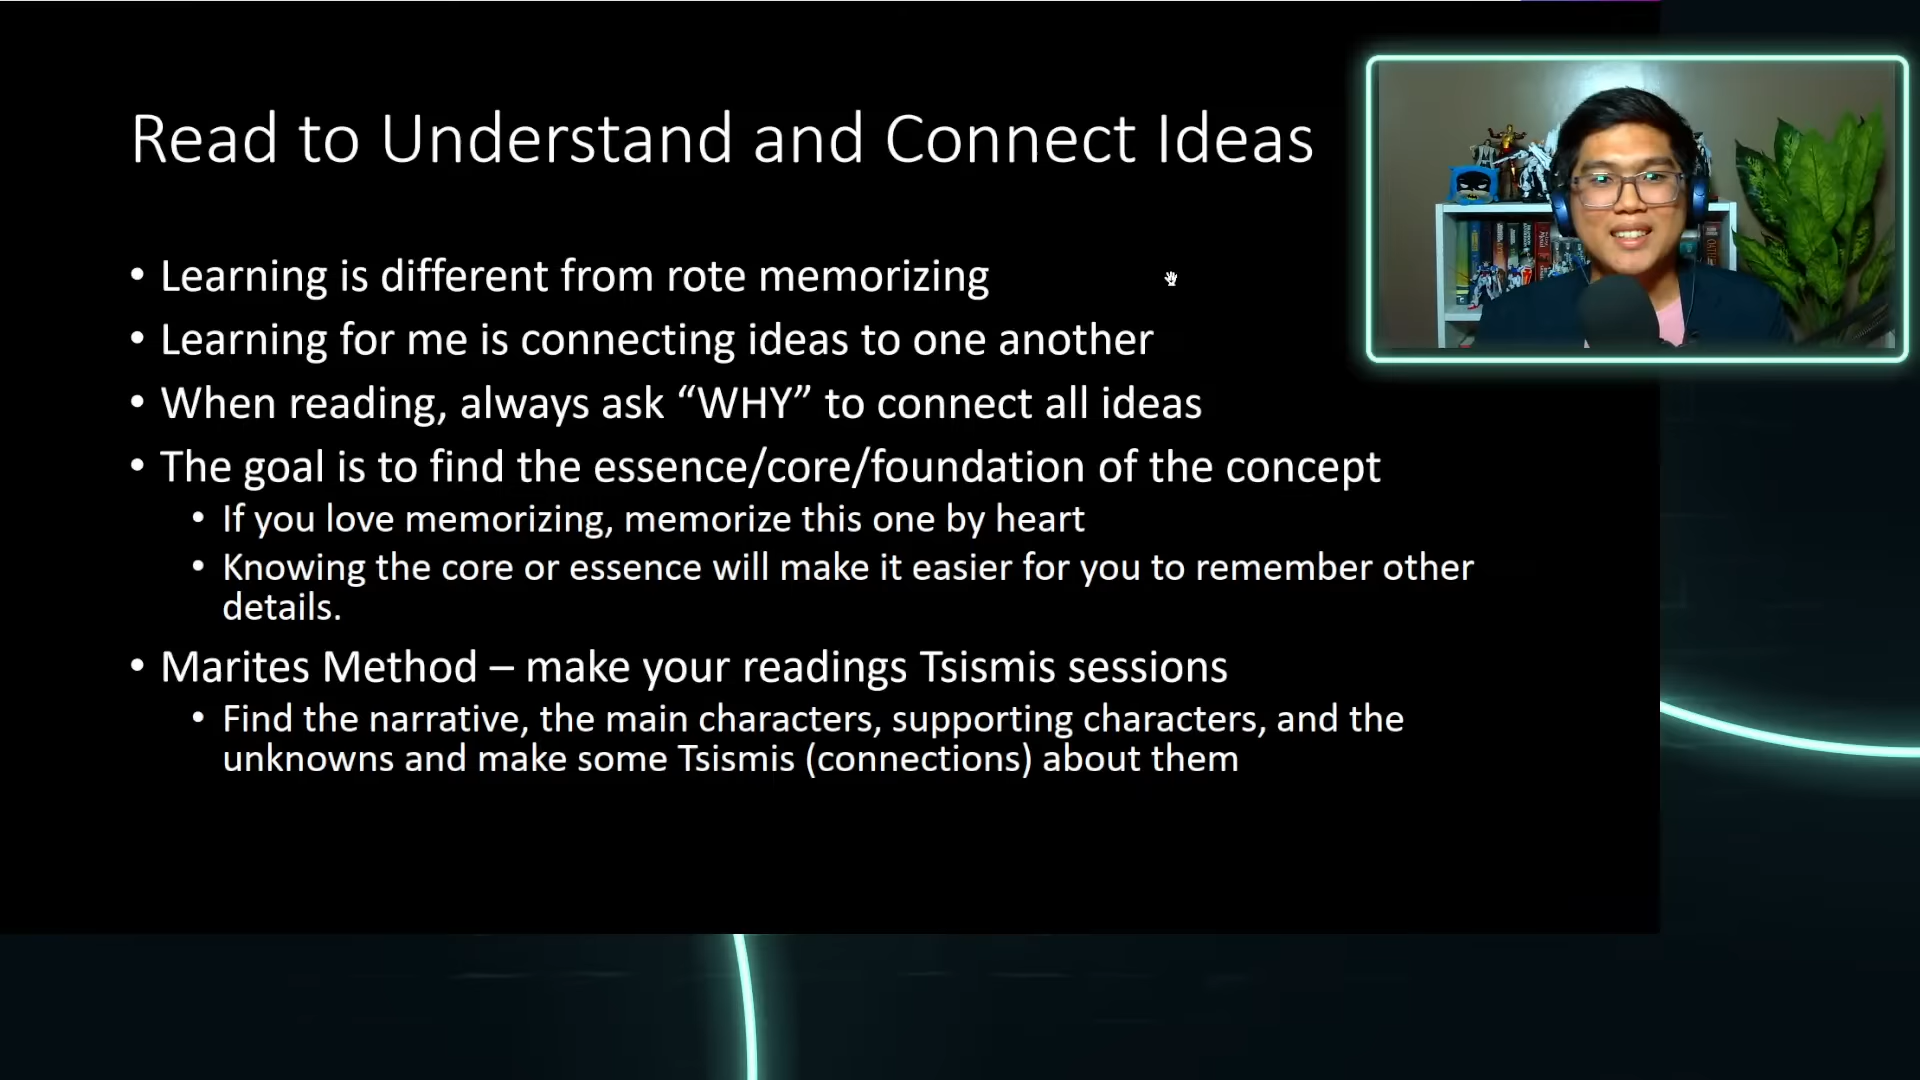 Read to Understand and Connect Ideas
• Learning is different from rote memorizing
• Learning for me is connecting ideas to one another
• When reading, always ask “WHY” to connect all ideas
• The goal is to find the essence/core/foundation of the concept
• If you love memorizing, memorize this one by heart
• Knowing the core or essence will make it easier for you to remember other
details.
• Marites Method – make your readings Tsismis sessions
• Find the narrative, the main characters, supporting characters, and the
unknowns and make some Tsismis (connections) about them